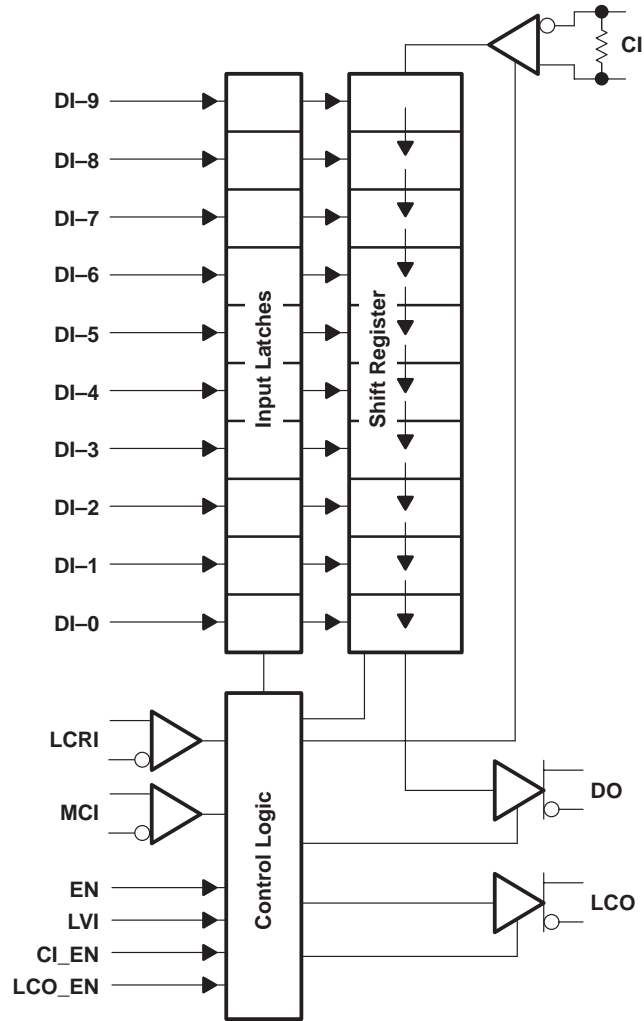 CI
DI–9
DI–8
DI–7
DI–6
DI–5
DI–4
DI–3
DI–2
DI–1
DI–0
Input Latches
Shift Register
LCRI
MCI
EN
LVI
CI_EN
LCO_EN
Control Logic
DO
LCO